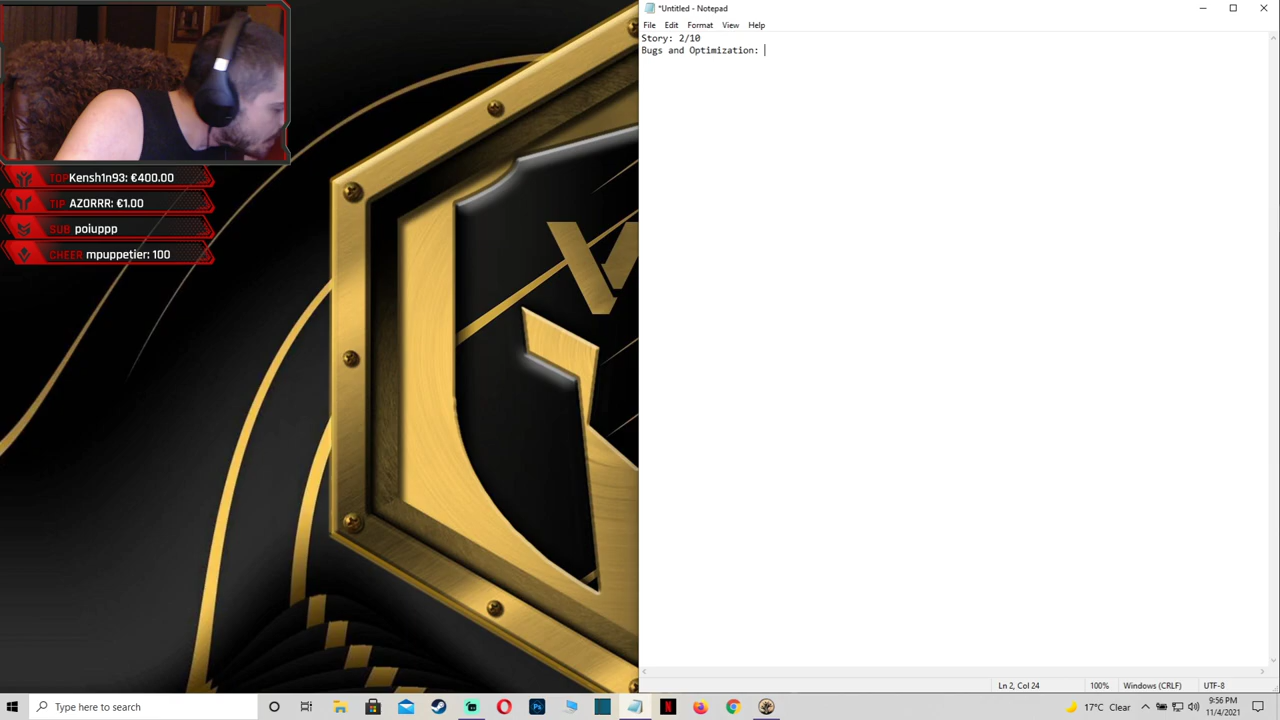 *Untitled - Notepad
File Edit Format View Help
Story: 2/10
Bugs and Optimization:
TOP Kensh1n93: €400.00
TIP AZ0RRR: €1.00
SUB poiuppp
CHEER mpuppetier: 100
Ln 2, Col 24 100% Windows (CRLF) UTF-8
Type here to search
17°C Clear
9:56 PM
11/4/2021